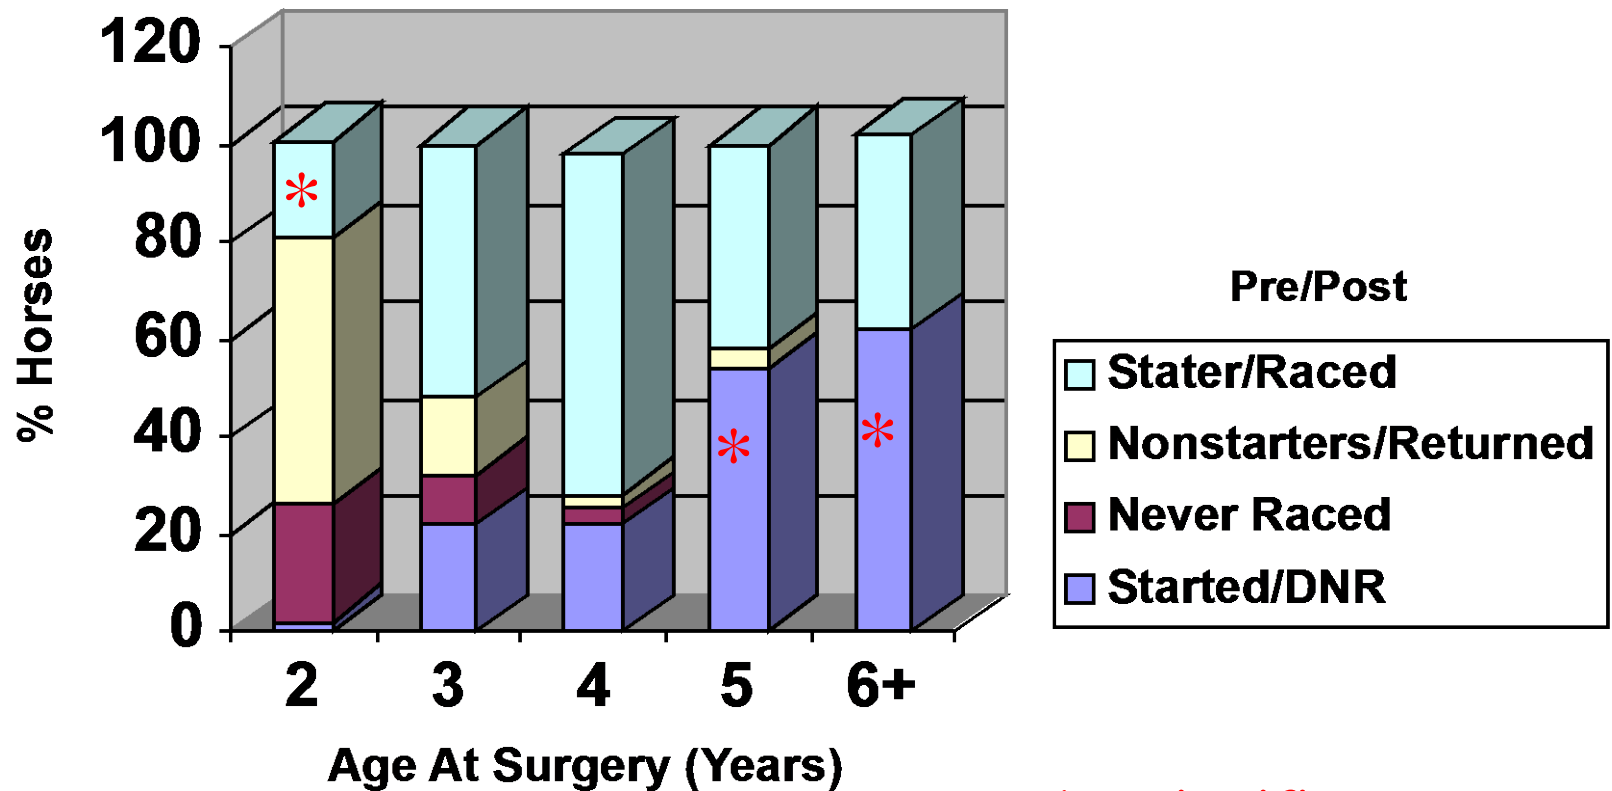 120
100
80
60
40
20
0
% Horses
*
*
*
2 3 4 5 6+
Age At Surgery (Years)
Pre/Post
Stater/Raced
Nonstarters/Returned
Never Raced
Started/DNR